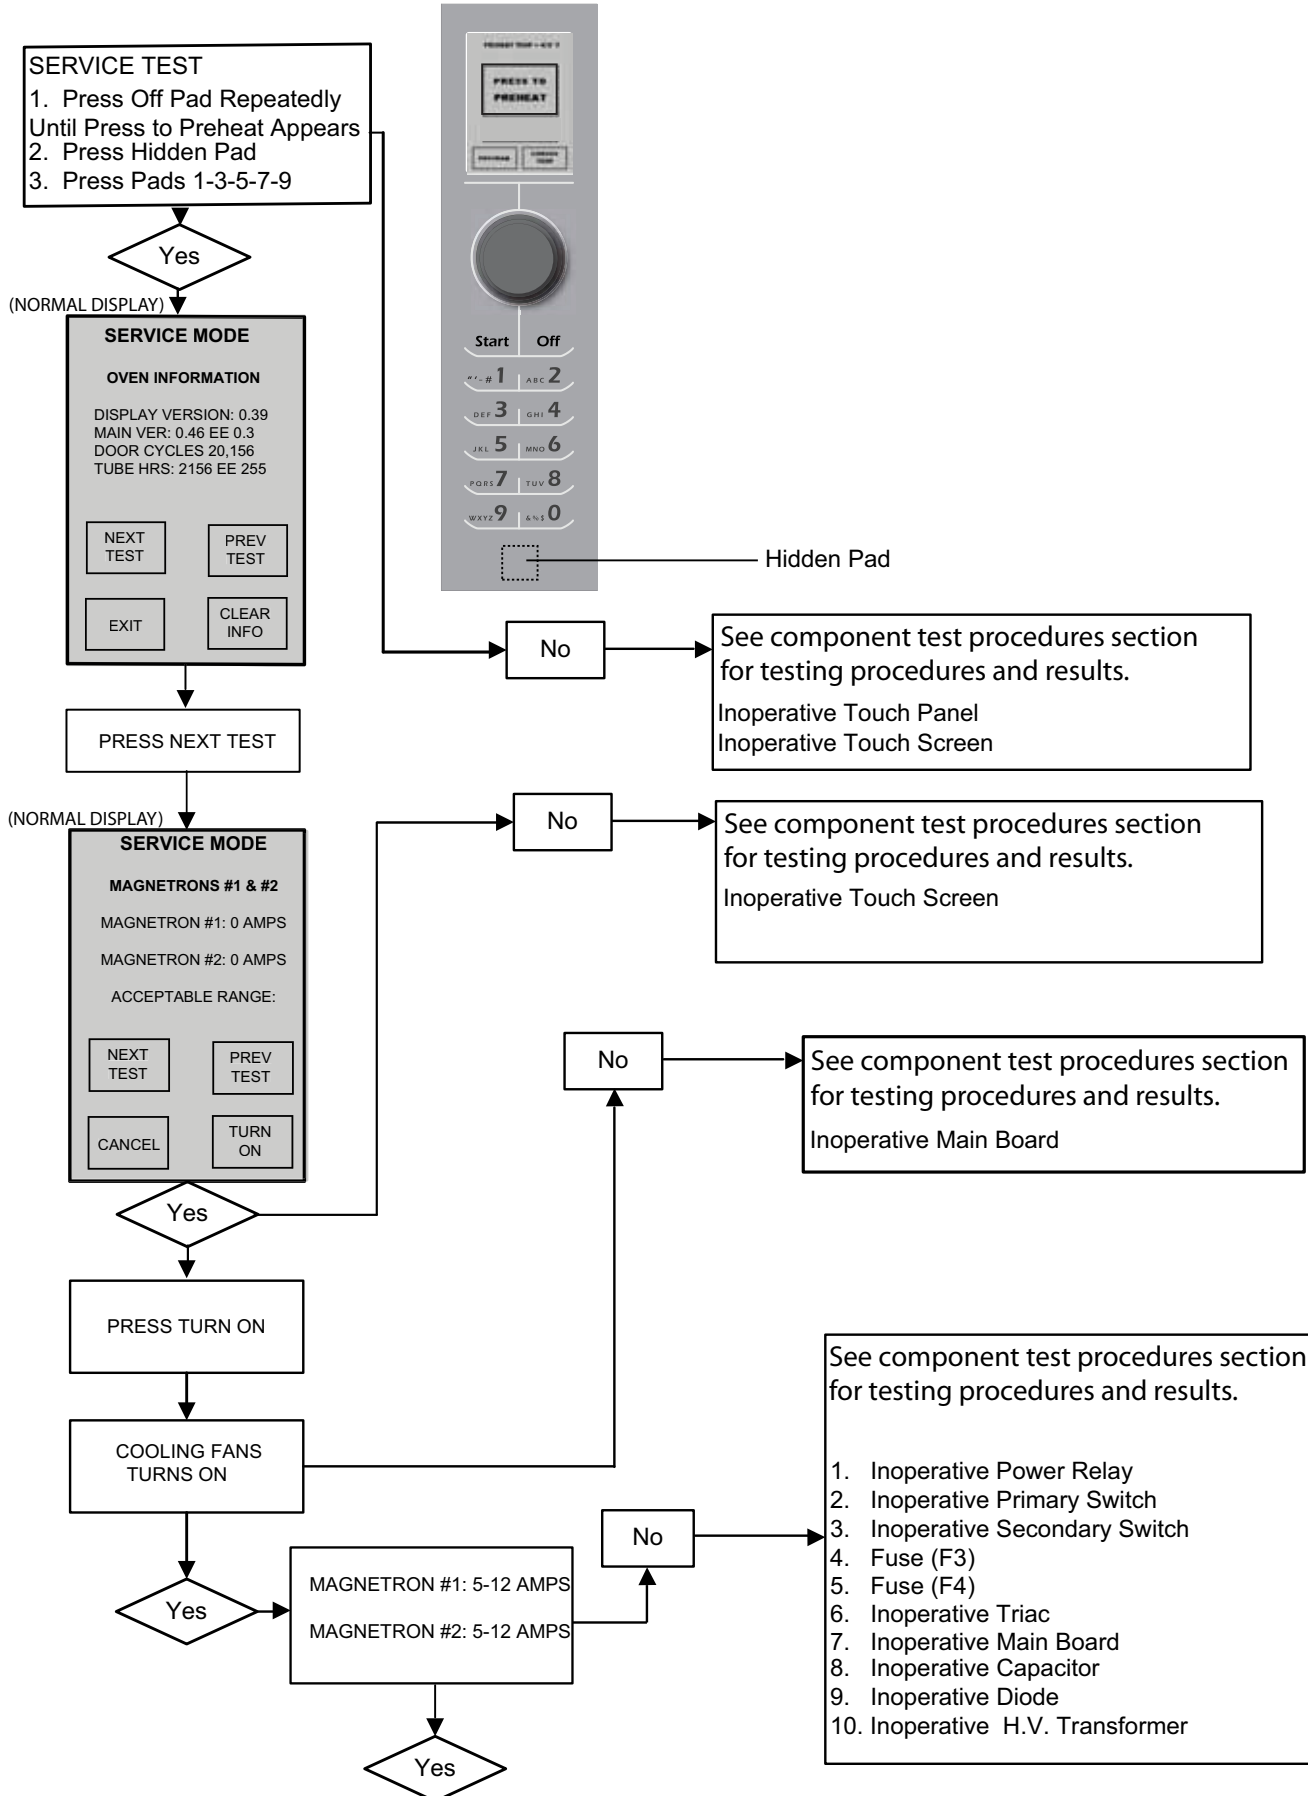 SERVICE TEST
1. Press Off Pad Repeatedly
Until Press to Preheat Appears
2. Press Hidden Pad
3. Press Pads 1-3-5-7-9
Yes
(NORMAL DISPLAY)
SERVICE MODE
OVEN INFORMATION
DISPLAY VERSION: 0.39
MAIN VER: 0.46 EE 0.3
DOOR CYCLES 20,156
TUBE HRS: 2156 EE 255
NEXT
TEST
PREV
TEST
EXIT
CLEAR
INFO
PRESS TO
PREHEAT
Start
Off
1
ABC 2
DEF 3
GHI 4
JKL 5
MNO 6
PQRS 7
TUV 8
WXYZ 9
&%$ 0
Hidden Pad
No
See component test procedures section
for testing procedures and results.
Inoperative Touch Panel
Inoperative Touch Screen
PRESS NEXT TEST
(NORMAL DISPLAY)
SERVICE MODE
MAGNETRONS #1 & #2
MAGNETRON #1: 0 AMPS
MAGNETRON #2: 0 AMPS
ACCEPTABLE RANGE:
NEXT
TEST
PREV
TEST
CANCEL
TURN
ON
Yes
No
See component test procedures section
for testing procedures and results.
Inoperative Touch Screen
No
See component test procedures section
for testing procedures and results.
Inoperative Main Board
PRESS TURN ON
COOLING FANS
TURNS ON
Yes
MAGNETRON #1: 5-12 AMPS
MAGNETRON #2: 5-12 AMPS
No
See component test procedures section
for testing procedures and results.
1. Inoperative Power Relay
2. Inoperative Primary Switch
3. Inoperative Secondary Switch
4. Fuse (F3)
5. Fuse (F4)
6. Inoperative Triac
7. Inoperative Main Board
8. Inoperative Capacitor
9. Inoperative Diode
10. Inoperative H.V. Transformer
Yes